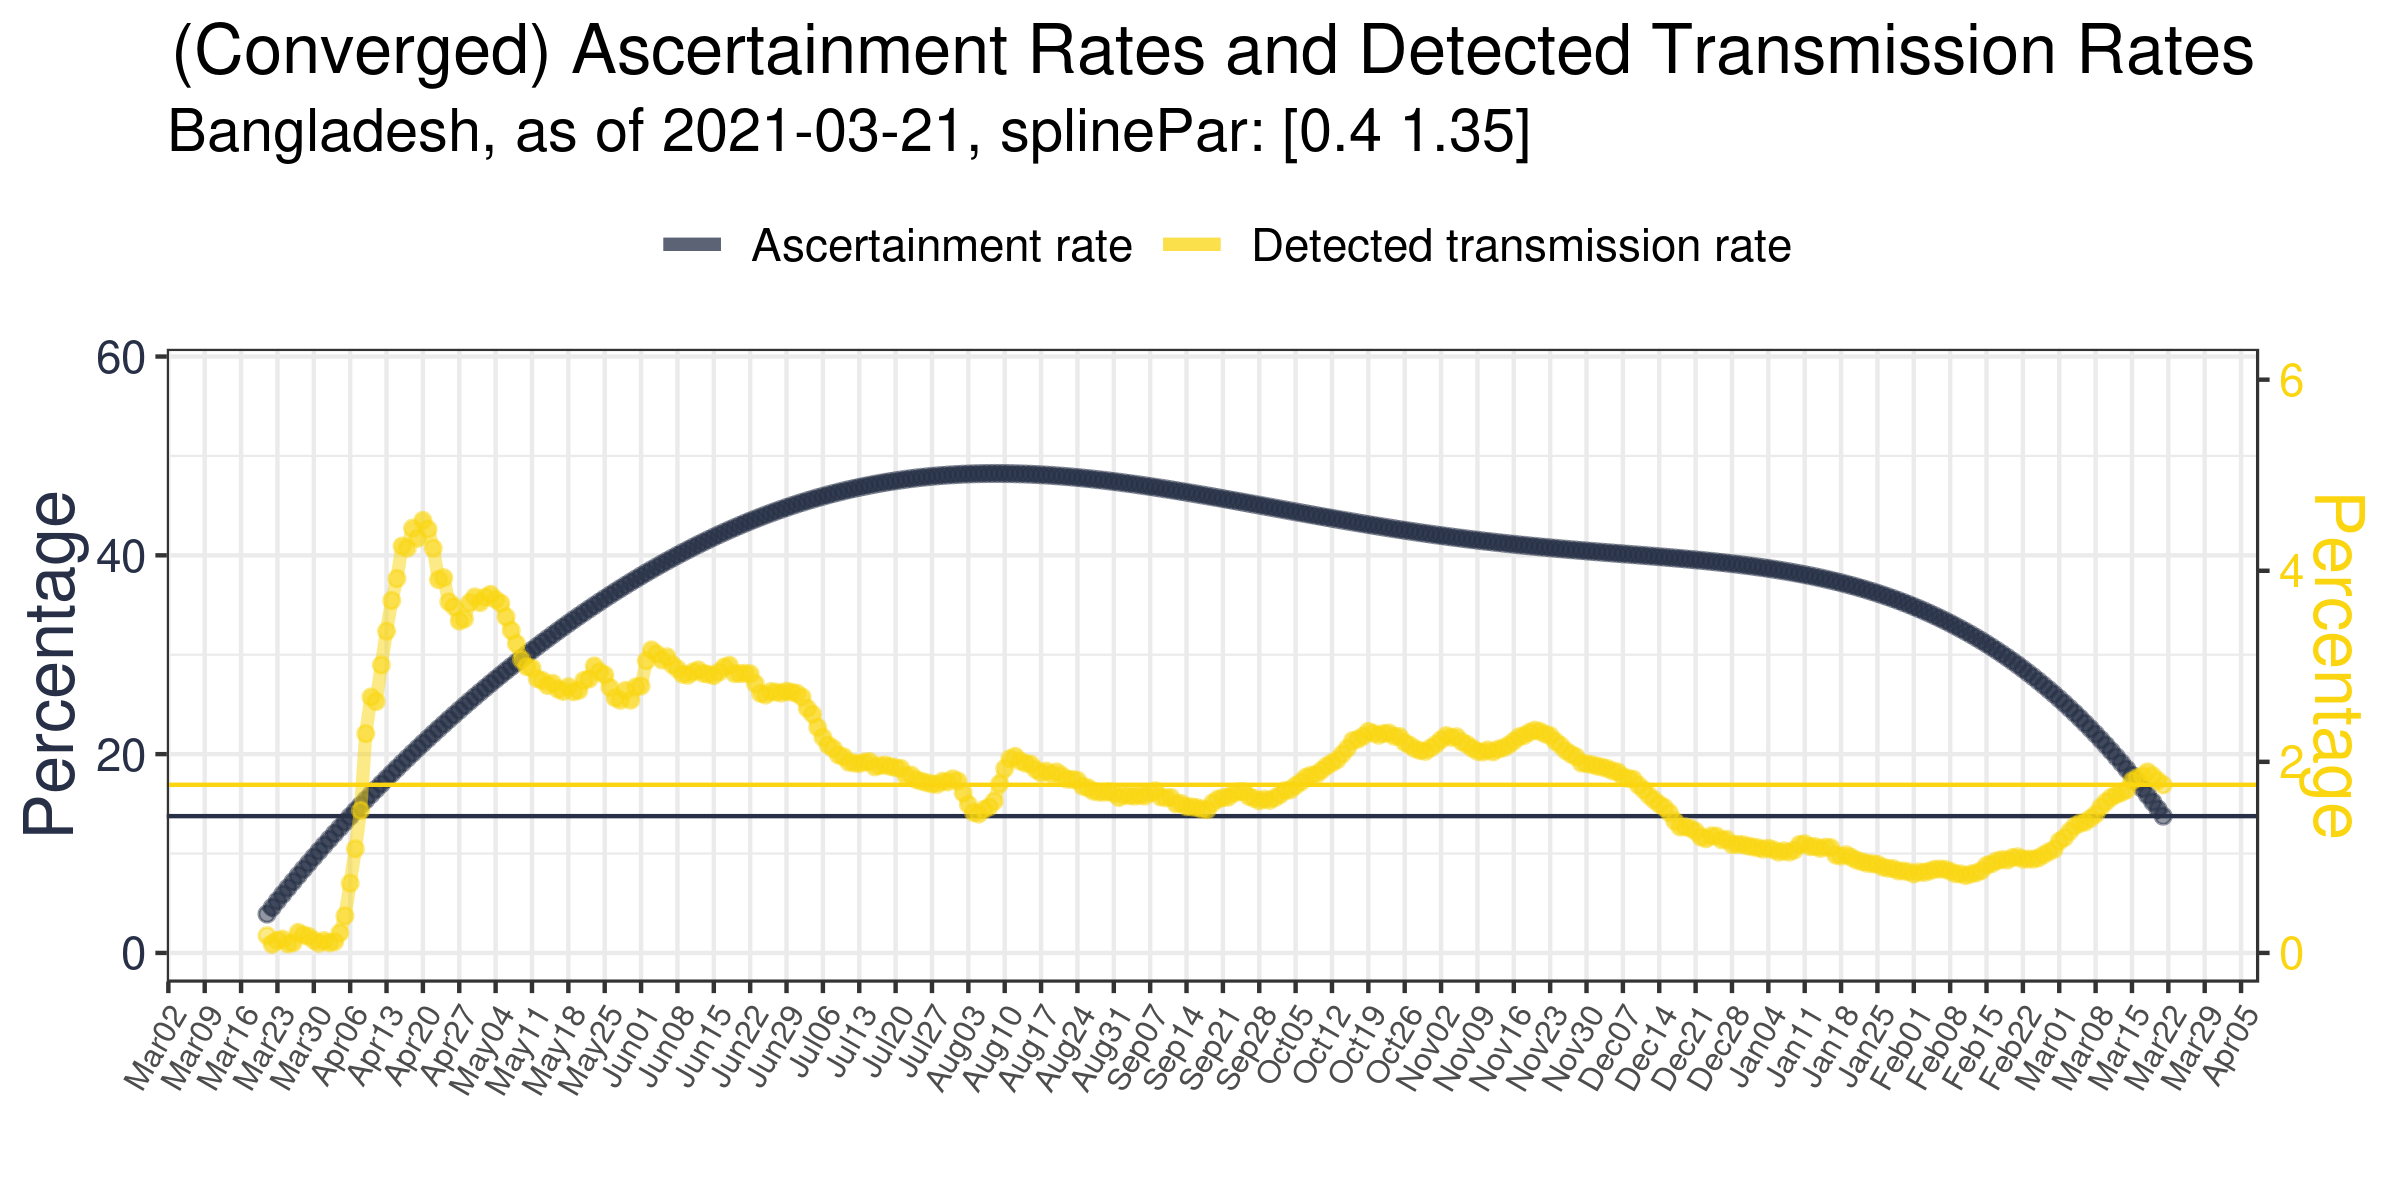 (Converged) Ascertainment Rates and Detected Transmission Rates
Bangladesh, as of 2021-03-21, splinePar: [0.4 1.35]
Ascertainment rate Detected transmission rate
Percentage
60
40
20
0
6
4
2
0
Percentage
Mar02 Mar09 Mar16 Mar23 Mar30 Apr06 Apr13 Apr20 Apr27 May04 May11 May18 May25 Jun01 Jun08 Jun15 Jun22 Jun29 Jul06 Jul13 Jul20 Jul27 Aug03 Aug10 Aug17 Aug24 Aug31 Sep07 Sep14 Sep21 Sep28 Oct05 Oct12 Oct19 Oct26 Nov02 Nov09 Nov16 Nov23 Nov30 Dec07 Dec14 Dec21 Dec28 Jan04 Jan11 Jan18 Jan25 Feb01 Feb08 Feb15 Feb22 Mar01 Mar08 Mar15 Mar22 Mar29 Apr05